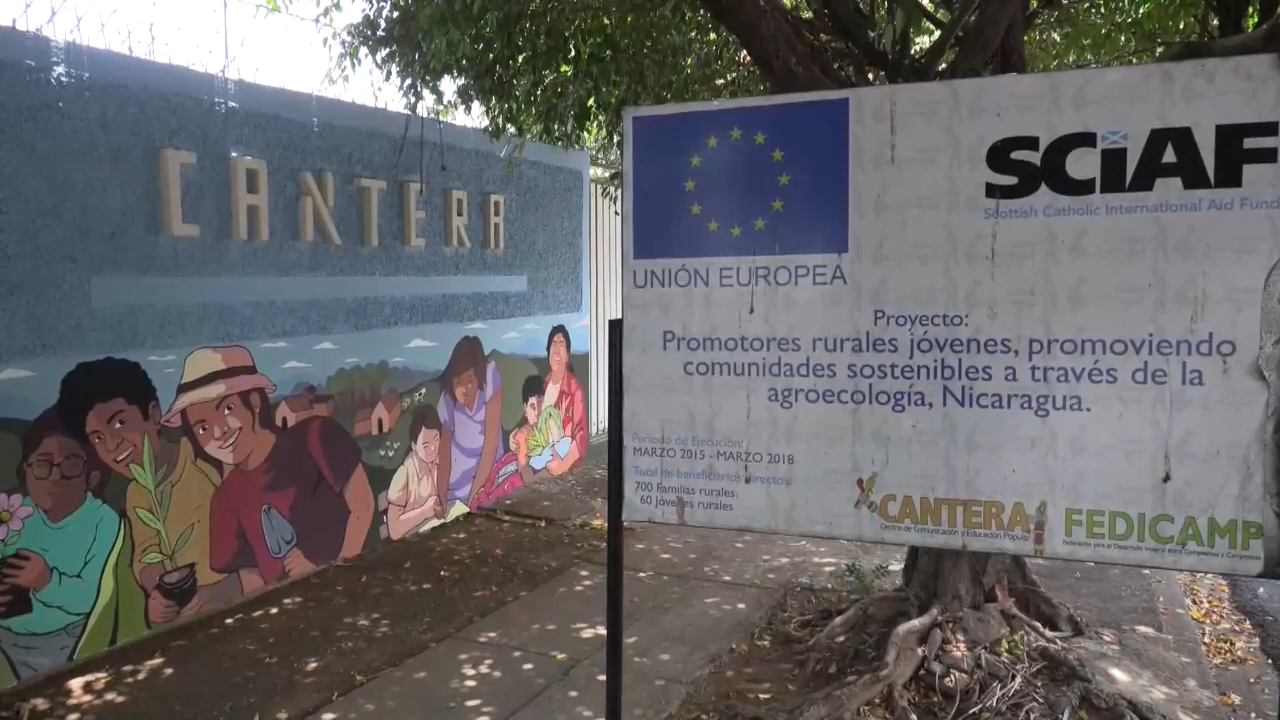 CANTERA
UNIÓN EUROPEA
SCiAF
Scottish Catholic International Aid Fund
Proyecto:
Promotores rurales jóvenes, promoviendo
comunidades sostenibles a través de la
agroecología, Nicaragua.
Período de Ejecución:
MARZO 2015 - MARZO 2018
Total de beneficiarios directos:
700 Familias rurales
60 Jóvenes rurales
CANTERA
Centro de Comunicación y Educación Popular
FEDICAMP
Federación para el Desarrollo Integral entre Campesinos y Campesinas